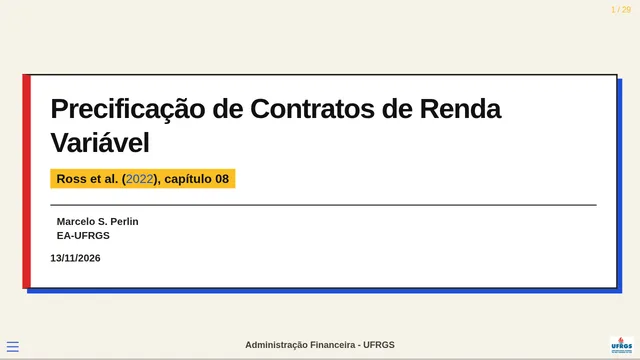 1 / 29
Precificação de Contratos de Renda
Variável
Ross et al. (2022), capítulo 08
Marcelo S. Perlin
EA-UFRGS
13/11/2026
Administração Financeira - UFRGS
UFRGS